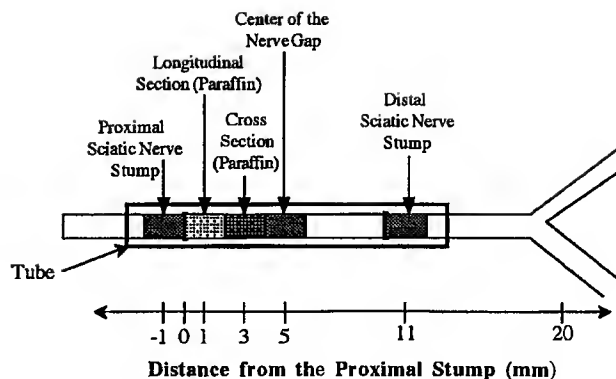 Center of the
Nerve Gap
Longitudinal
Section (Paraffin)
Proximal
Sciatic Nerve
Stump
Cross
Section
(Paraffin)
Distal
Sciatic Nerve
Stump
Tube
-1 0 1 3 5 11 20
Distance from the Proximal Stump (mm)